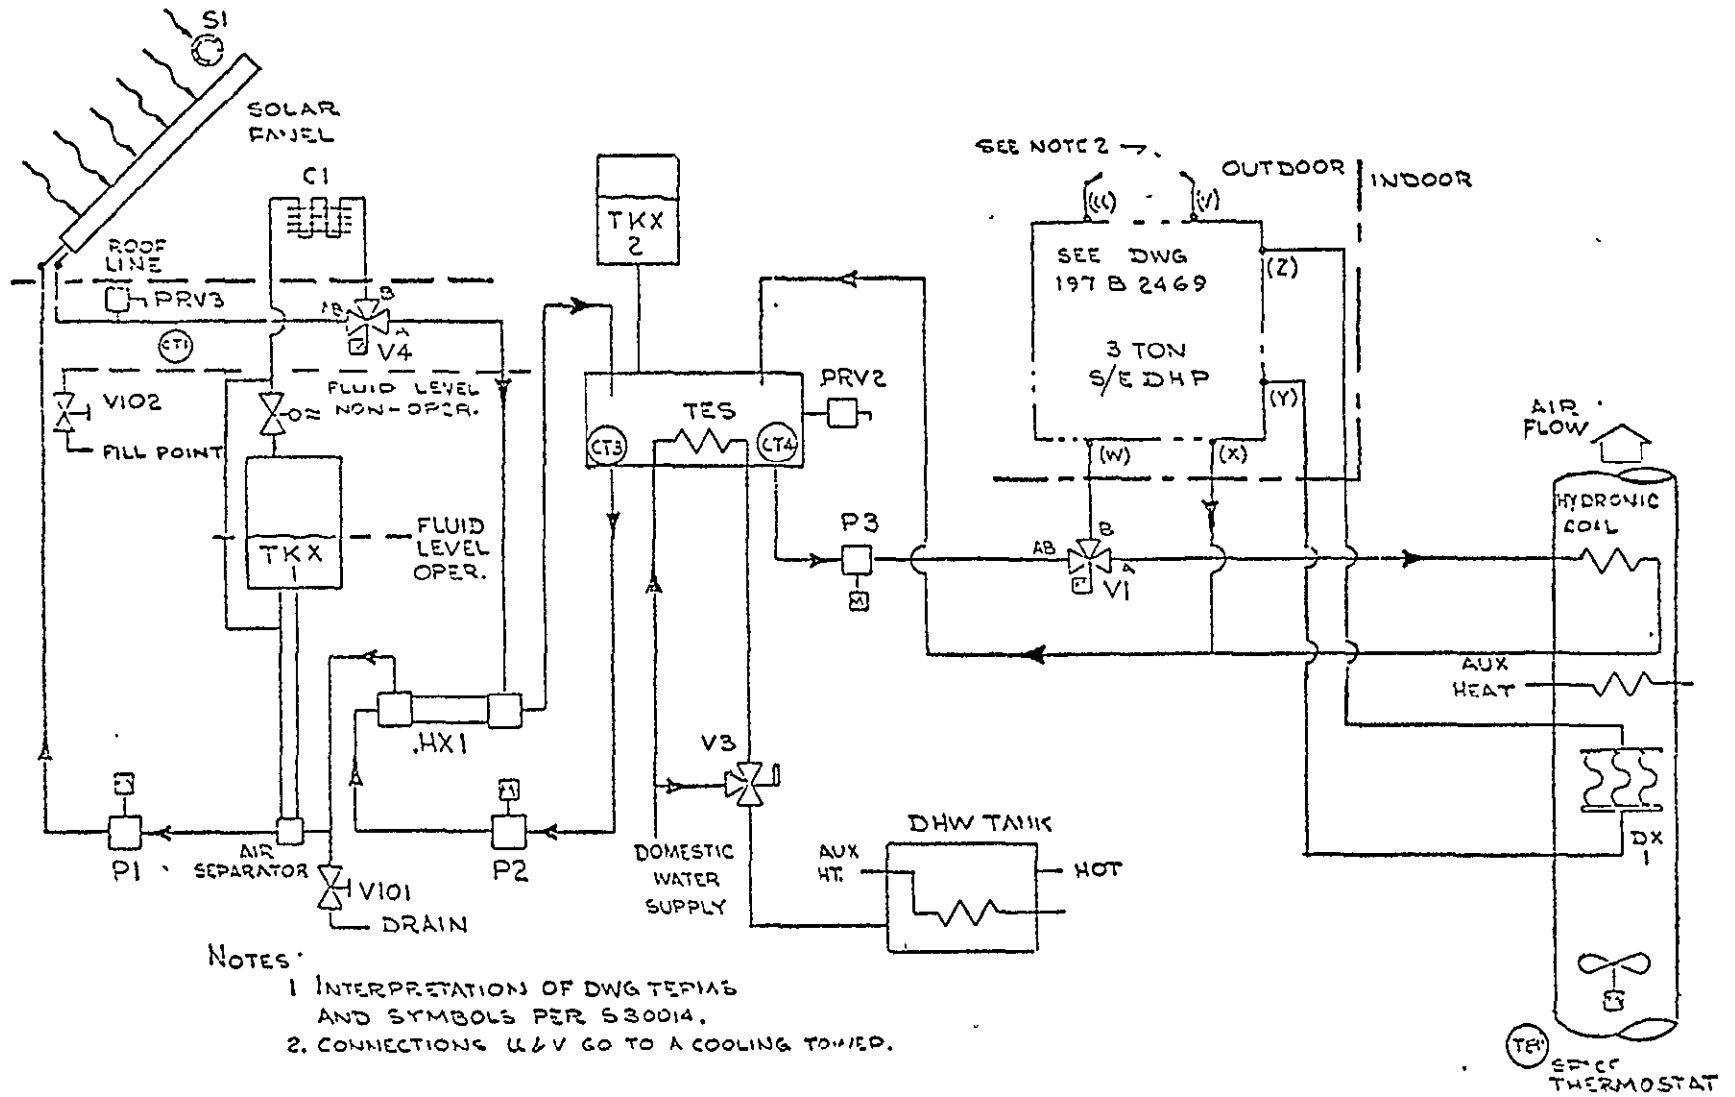 S1
SOLAR
PANEL
C1
ROOF
LINE
PRV3
AB
B
A
V4
CT1
V102
FILL POINT
FLUID LEVEL
NON-OPER.
TKX
1
FLUID
LEVEL
OPER.
HX1
P1
AIR
SEPARATOR
V101
DRAIN
M
P2
TKX
2
TES
CT3
CT4
PRV2
P3
M
V3
DOMESTIC
WATER
SUPPLY
DHW TANK
AUX
HT.
HOT
SEE NOTE 2
OUTDOOR
INDOOR
(U)
(V)
SEE DWG
197 B 2469
3 TON
S/E DHP
(Z)
(Y)
(W)
(X)
AB
B
A
V1
AIR
FLOW
HYDRONIC
COIL
AUX
HEAT
DX
1
THERMOSTAT
NOTES:
1 INTERPRETATION OF DWG TERMS
AND SYMBOLS PER S30014.
2. CONNECTIONS U & V GO TO A COOLING TOWER.